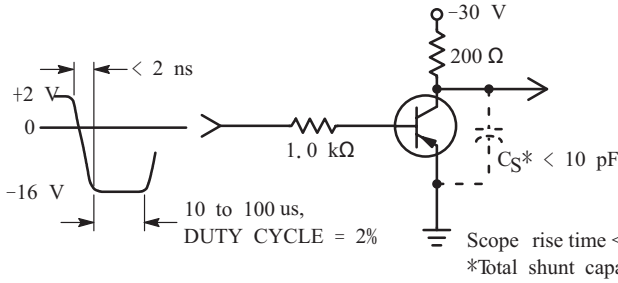 −30 V
< 2 ns
200 Ω
+2 V
0
1.0 kΩ
CS* < 10 pF
−16 V
10 to 100 us,
DUTY CYCLE = 2%
Scope rise time <
*Total shunt